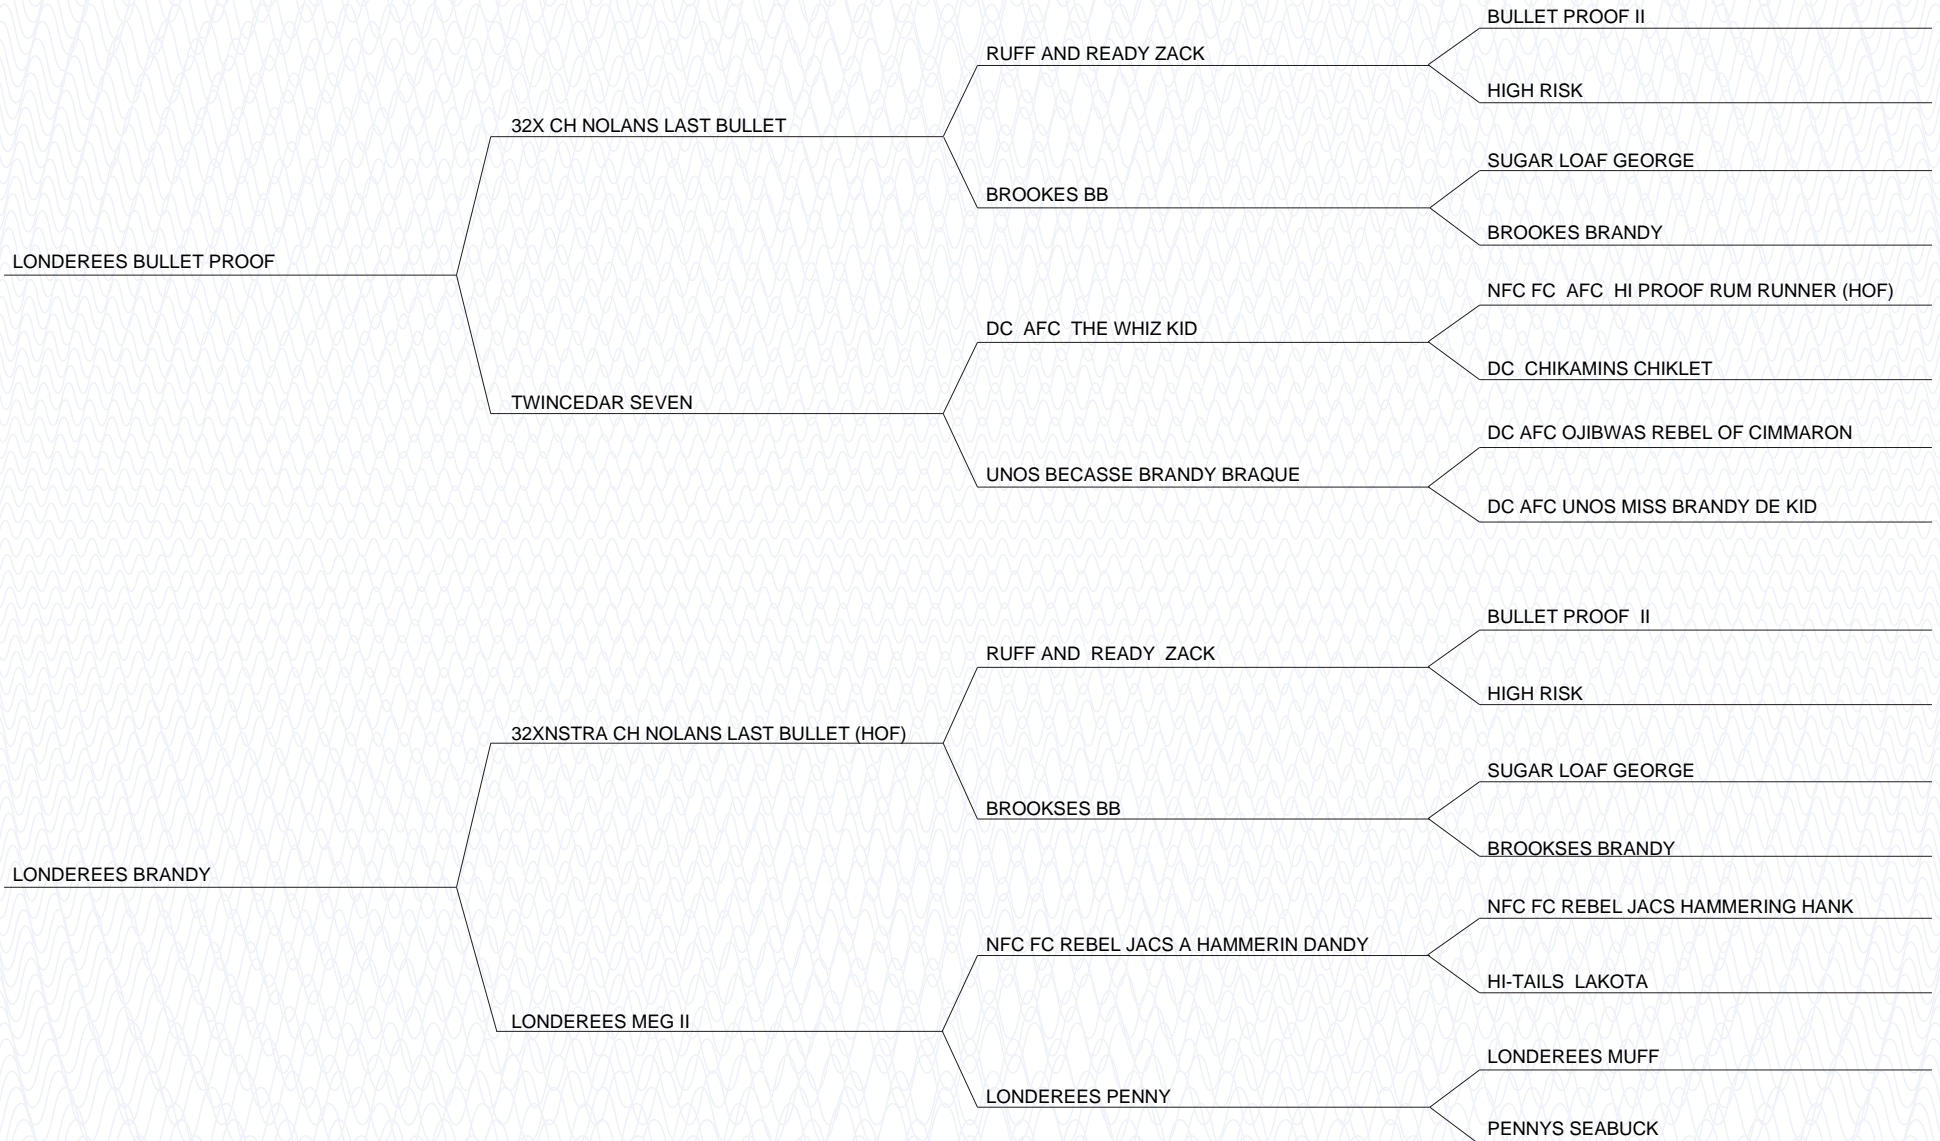 BULLET PROOF II
RUFF AND READY ZACK
HIGH RISK
32X CH NOLANS LAST BULLET
SUGAR LOAF GEORGE
BROOKES BB
BROOKES BRANDY
LONDEREES BULLET PROOF
NFC FC  AFC  HI PROOF RUM RUNNER (HOF)
DC  AFC  THE WHIZ KID
DC  CHIKAMINS CHIKLET
TWINCEDAR SEVEN
DC AFC OJIBWAS REBEL OF CIMMARON
UNOS BECASSE BRANDY BRAQUE
DC AFC UNOS MISS BRANDY DE KID
BULLET PROOF  II
RUFF AND  READY  ZACK
HIGH RISK
32XNSTRA CH NOLANS LAST BULLET (HOF)
SUGAR LOAF GEORGE
BROOKSES BB
BROOKSES BRANDY
LONDEREES BRANDY
NFC FC REBEL JACS HAMMERING HANK
NFC FC REBEL JACS A HAMMERIN DANDY
HI-TAILS  LAKOTA
LONDEREES MEG II
LONDEREES MUFF
LONDEREES PENNY
PENNYS SEABUCK